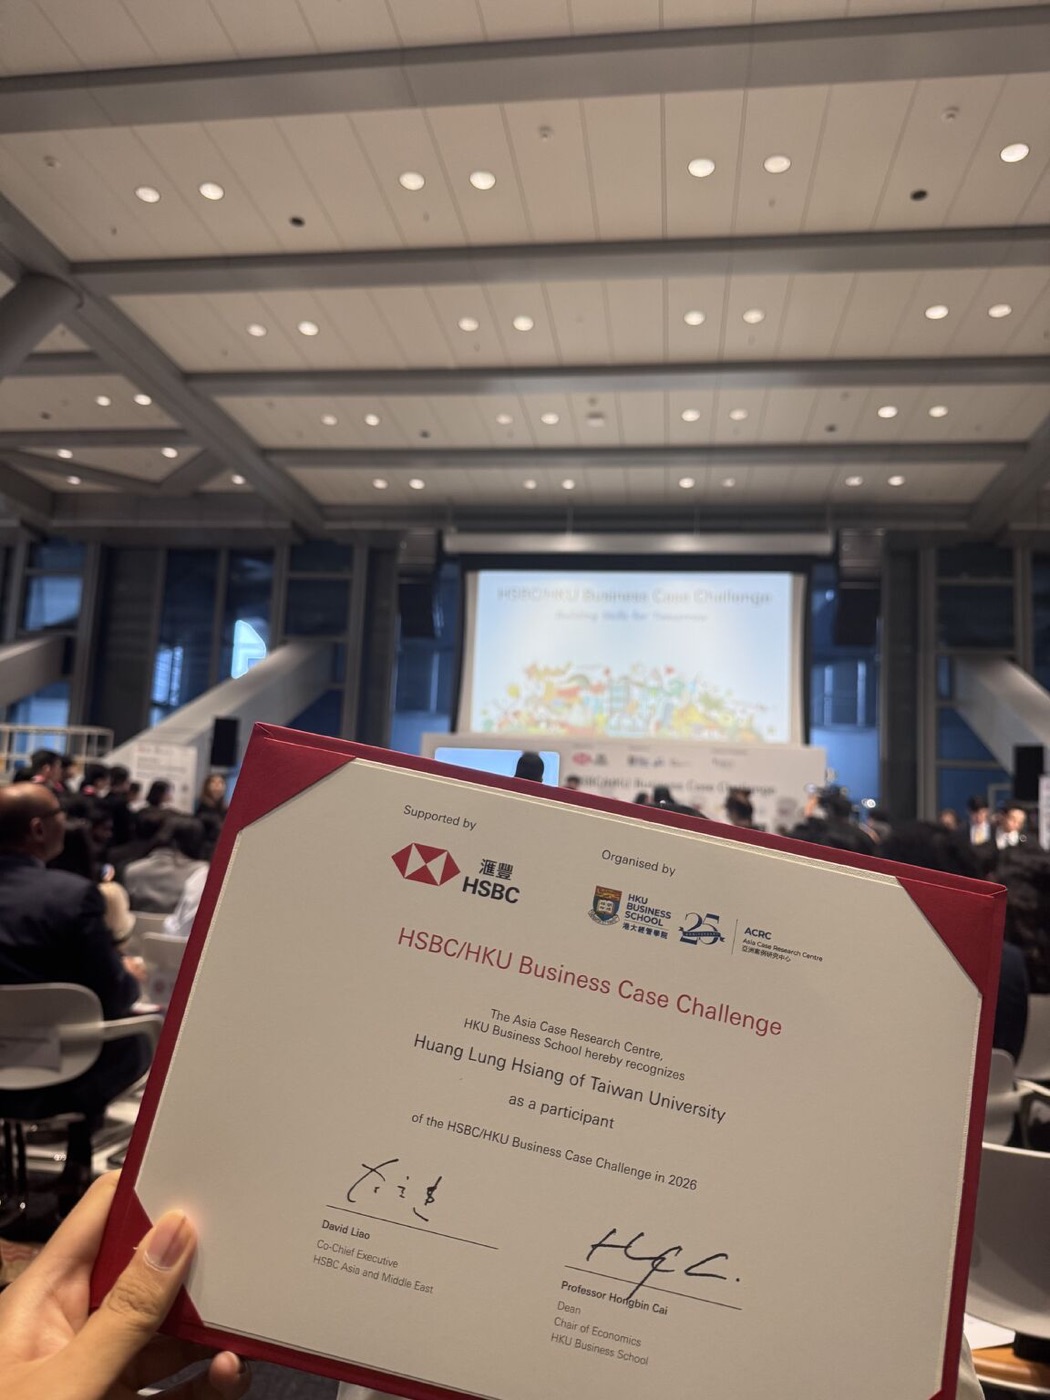 HSBC/HKU Business Case Challenge
Supported by
滙豐
HSBC
Organised by
HKU
BUSINESS
SCHOOL
港大經管學院
25
ANNIVERSARY
ACRC
Asia Case Research Centre
亞洲案例研究中心
HSBC/HKU Business Case Challenge
The Asia Case Research Centre,
HKU Business School hereby recognizes
Huang Lung Hsiang of Taiwan University
as a participant
of the HSBC/HKU Business Case Challenge in 2026
David Liao
Co-Chief Executive
HSBC Asia and Middle East
Professor Hongbin Cai
Dean
Chair of Economics
HKU Business School